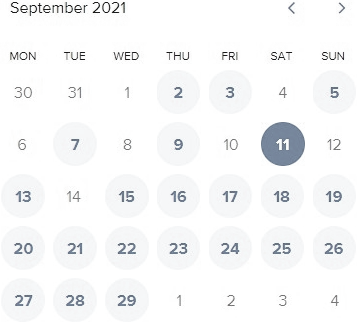 September 2021
MON TUE WED THU FRI SAT SUN
30 31 1 2 3 4 5
6 7 8 9 10 11 12
13 14 15 16 17 18 19
20 21 22 23 24 25 26
27 28 29 1 2 3 4